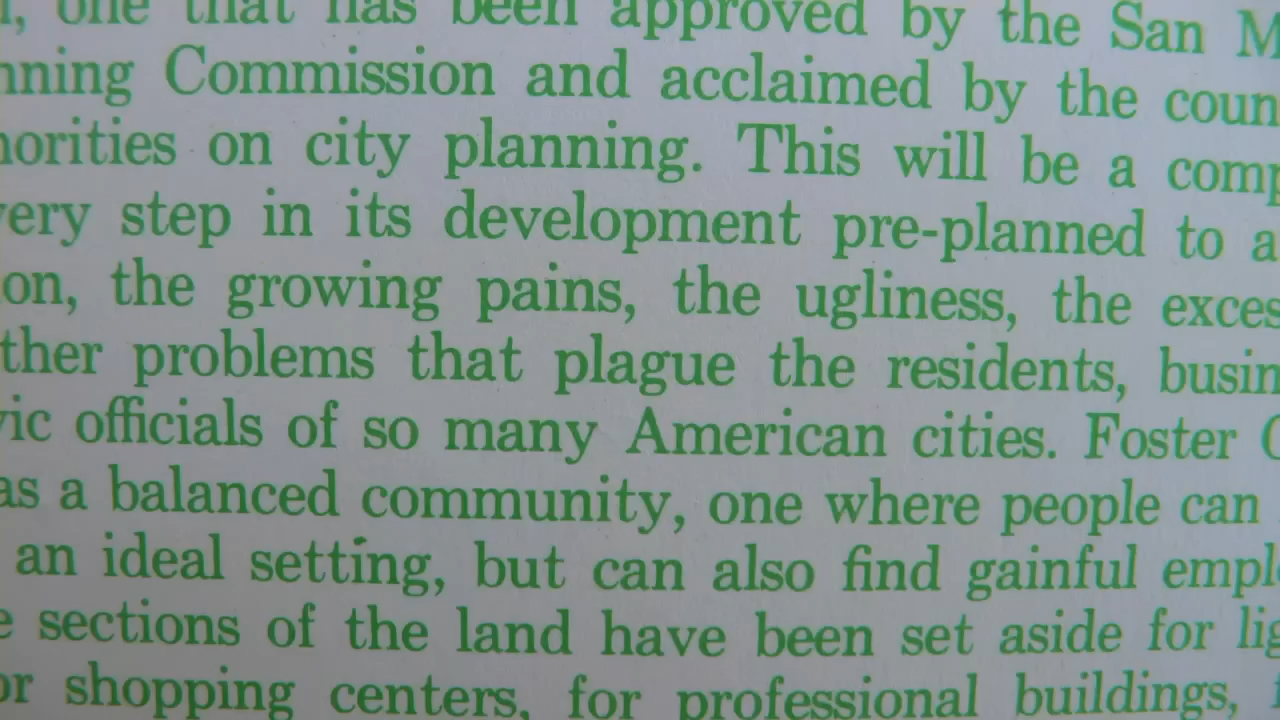 , one that has been approved by the San M
nning Commission and acclaimed by the coun
horities on city planning. This will be a comp
very step in its development pre-planned to a
on, the growing pains, the ugliness, the exces
ther problems that plague the residents, busin
vic officials of so many American cities. Foster C
as a balanced community, one where people can
an ideal setting, but can also find gainful emplo
e sections of the land have been set aside for lig
or shopping centers, for professional buildings,